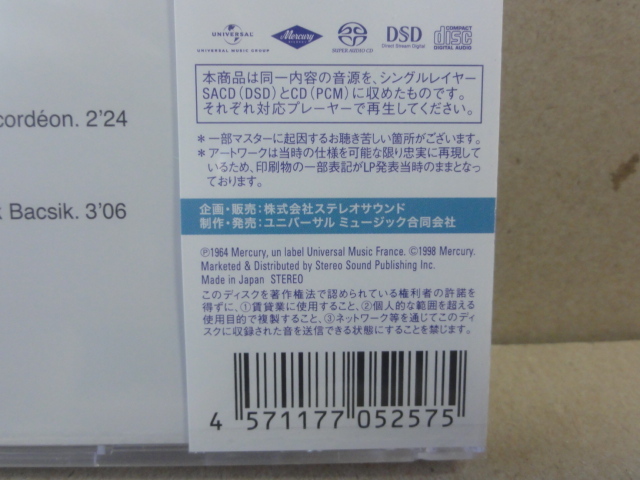 UNIVERSAL
UNIVERSAL MUSIC GROUP
Mercury
SUPER AUDIO CD
DSD
Direct Stream Digital
COMPACT
disc
DIGITAL AUDIO
本商品は同一内容の音源を、シングルレイヤー
SACD（DSD）とCD（PCM）に収めたものです。
それぞれ対応プレーヤーで再生してください。
cordéon. 2'24
＊一部マスターに起因するお聴き苦しい箇所がございます。
＊アートワークは当時の仕様を可能な限り忠実に再現し
ているため、印刷物の一部表記がLP発表当時のままとなっ
ております。
k Bacsik. 3'06
企画・販売：株式会社ステレオサウンド
制作・発売：ユニバーサル ミュージック合同会社
℗1964 Mercury, un label Universal Music France. ©1998 Mercury.
Marketed & Distributed by Stereo Sound Publishing Inc.
Made in Japan STEREO
このディスクを著作権法で認められている権利者の許諾を
得ずに、①賃貸業に使用すること、②個人的な範囲を超える
使用目的で複製すること、③ネットワーク等を通じてこのディ
スクに収録された音を送信できる状態にすることを禁じます。
4 571177 052575